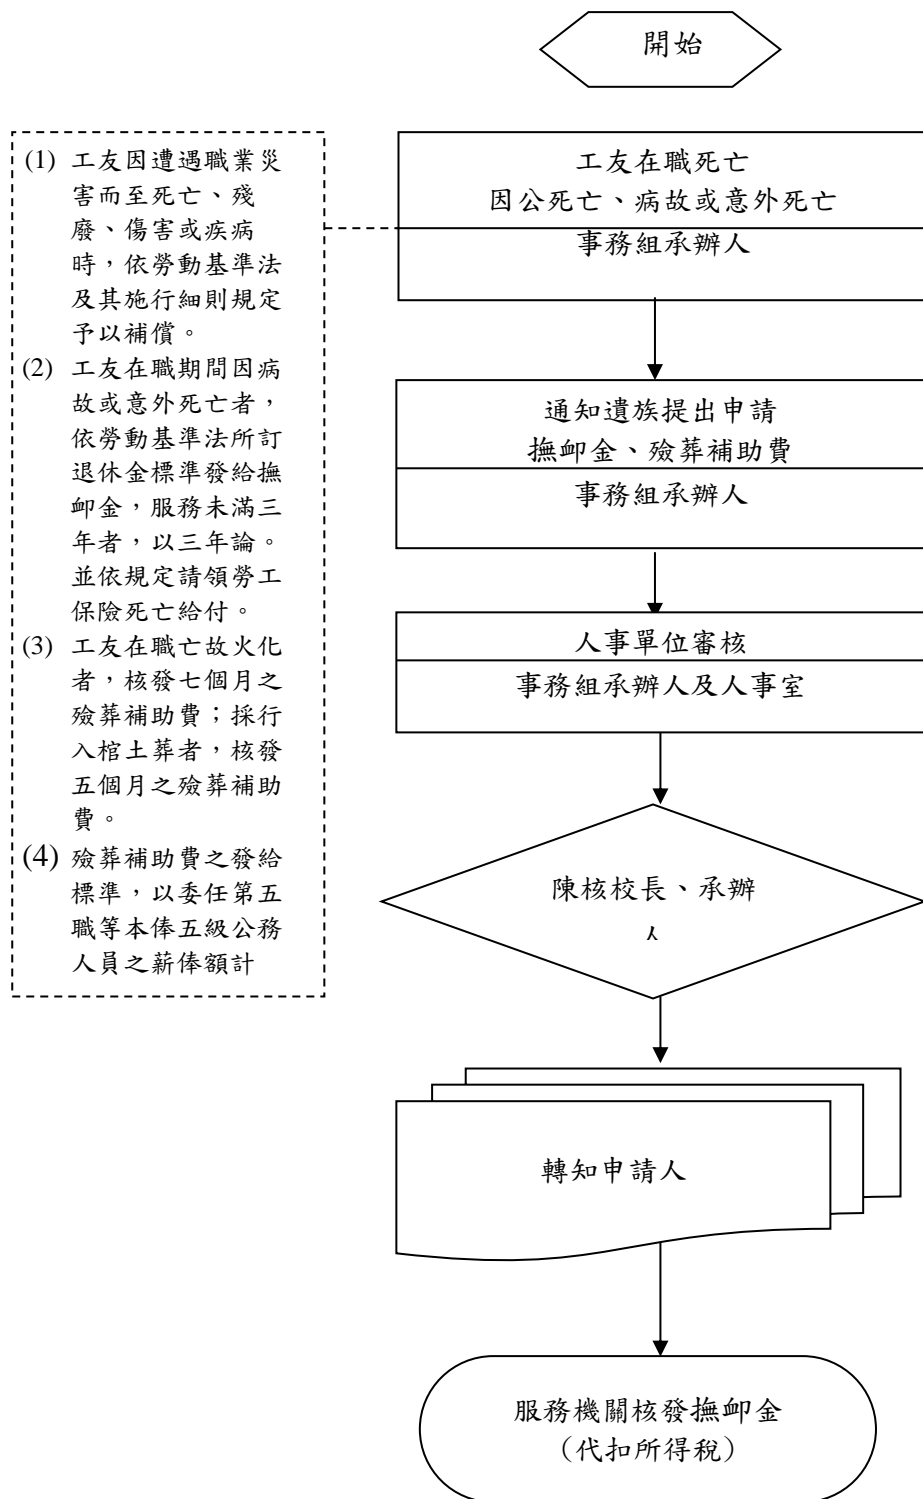 開始
(1) 工友因遭遇職業災
害而至死亡、殘
廢、傷害或疾病
時，依勞動基準法
及其施行細則規定
予以補償。
(2) 工友在職期間因病
故或意外死亡者，
依勞動基準法所訂
退休金標準發給撫
卹金，服務未滿三
年者，以三年論。
並依規定請領勞工
保險死亡給付。
(3) 工友在職亡故火化
者，核發七個月之
殮葬補助費；採行
入棺土葬者，核發
五個月之殮葬補助
費。
(4) 殮葬補助費之發給
標準，以委任第五
職等本俸五級公務
人員之薪俸額計
工友在職死亡
因公死亡、病故或意外死亡
事務組承辦人
通知遺族提出申請
撫卹金、殮葬補助費
事務組承辦人
人事單位審核
事務組承辦人及人事室
陳核校長、承辦
人
轉知申請人
服務機關核發撫卹金
（代扣所得稅）